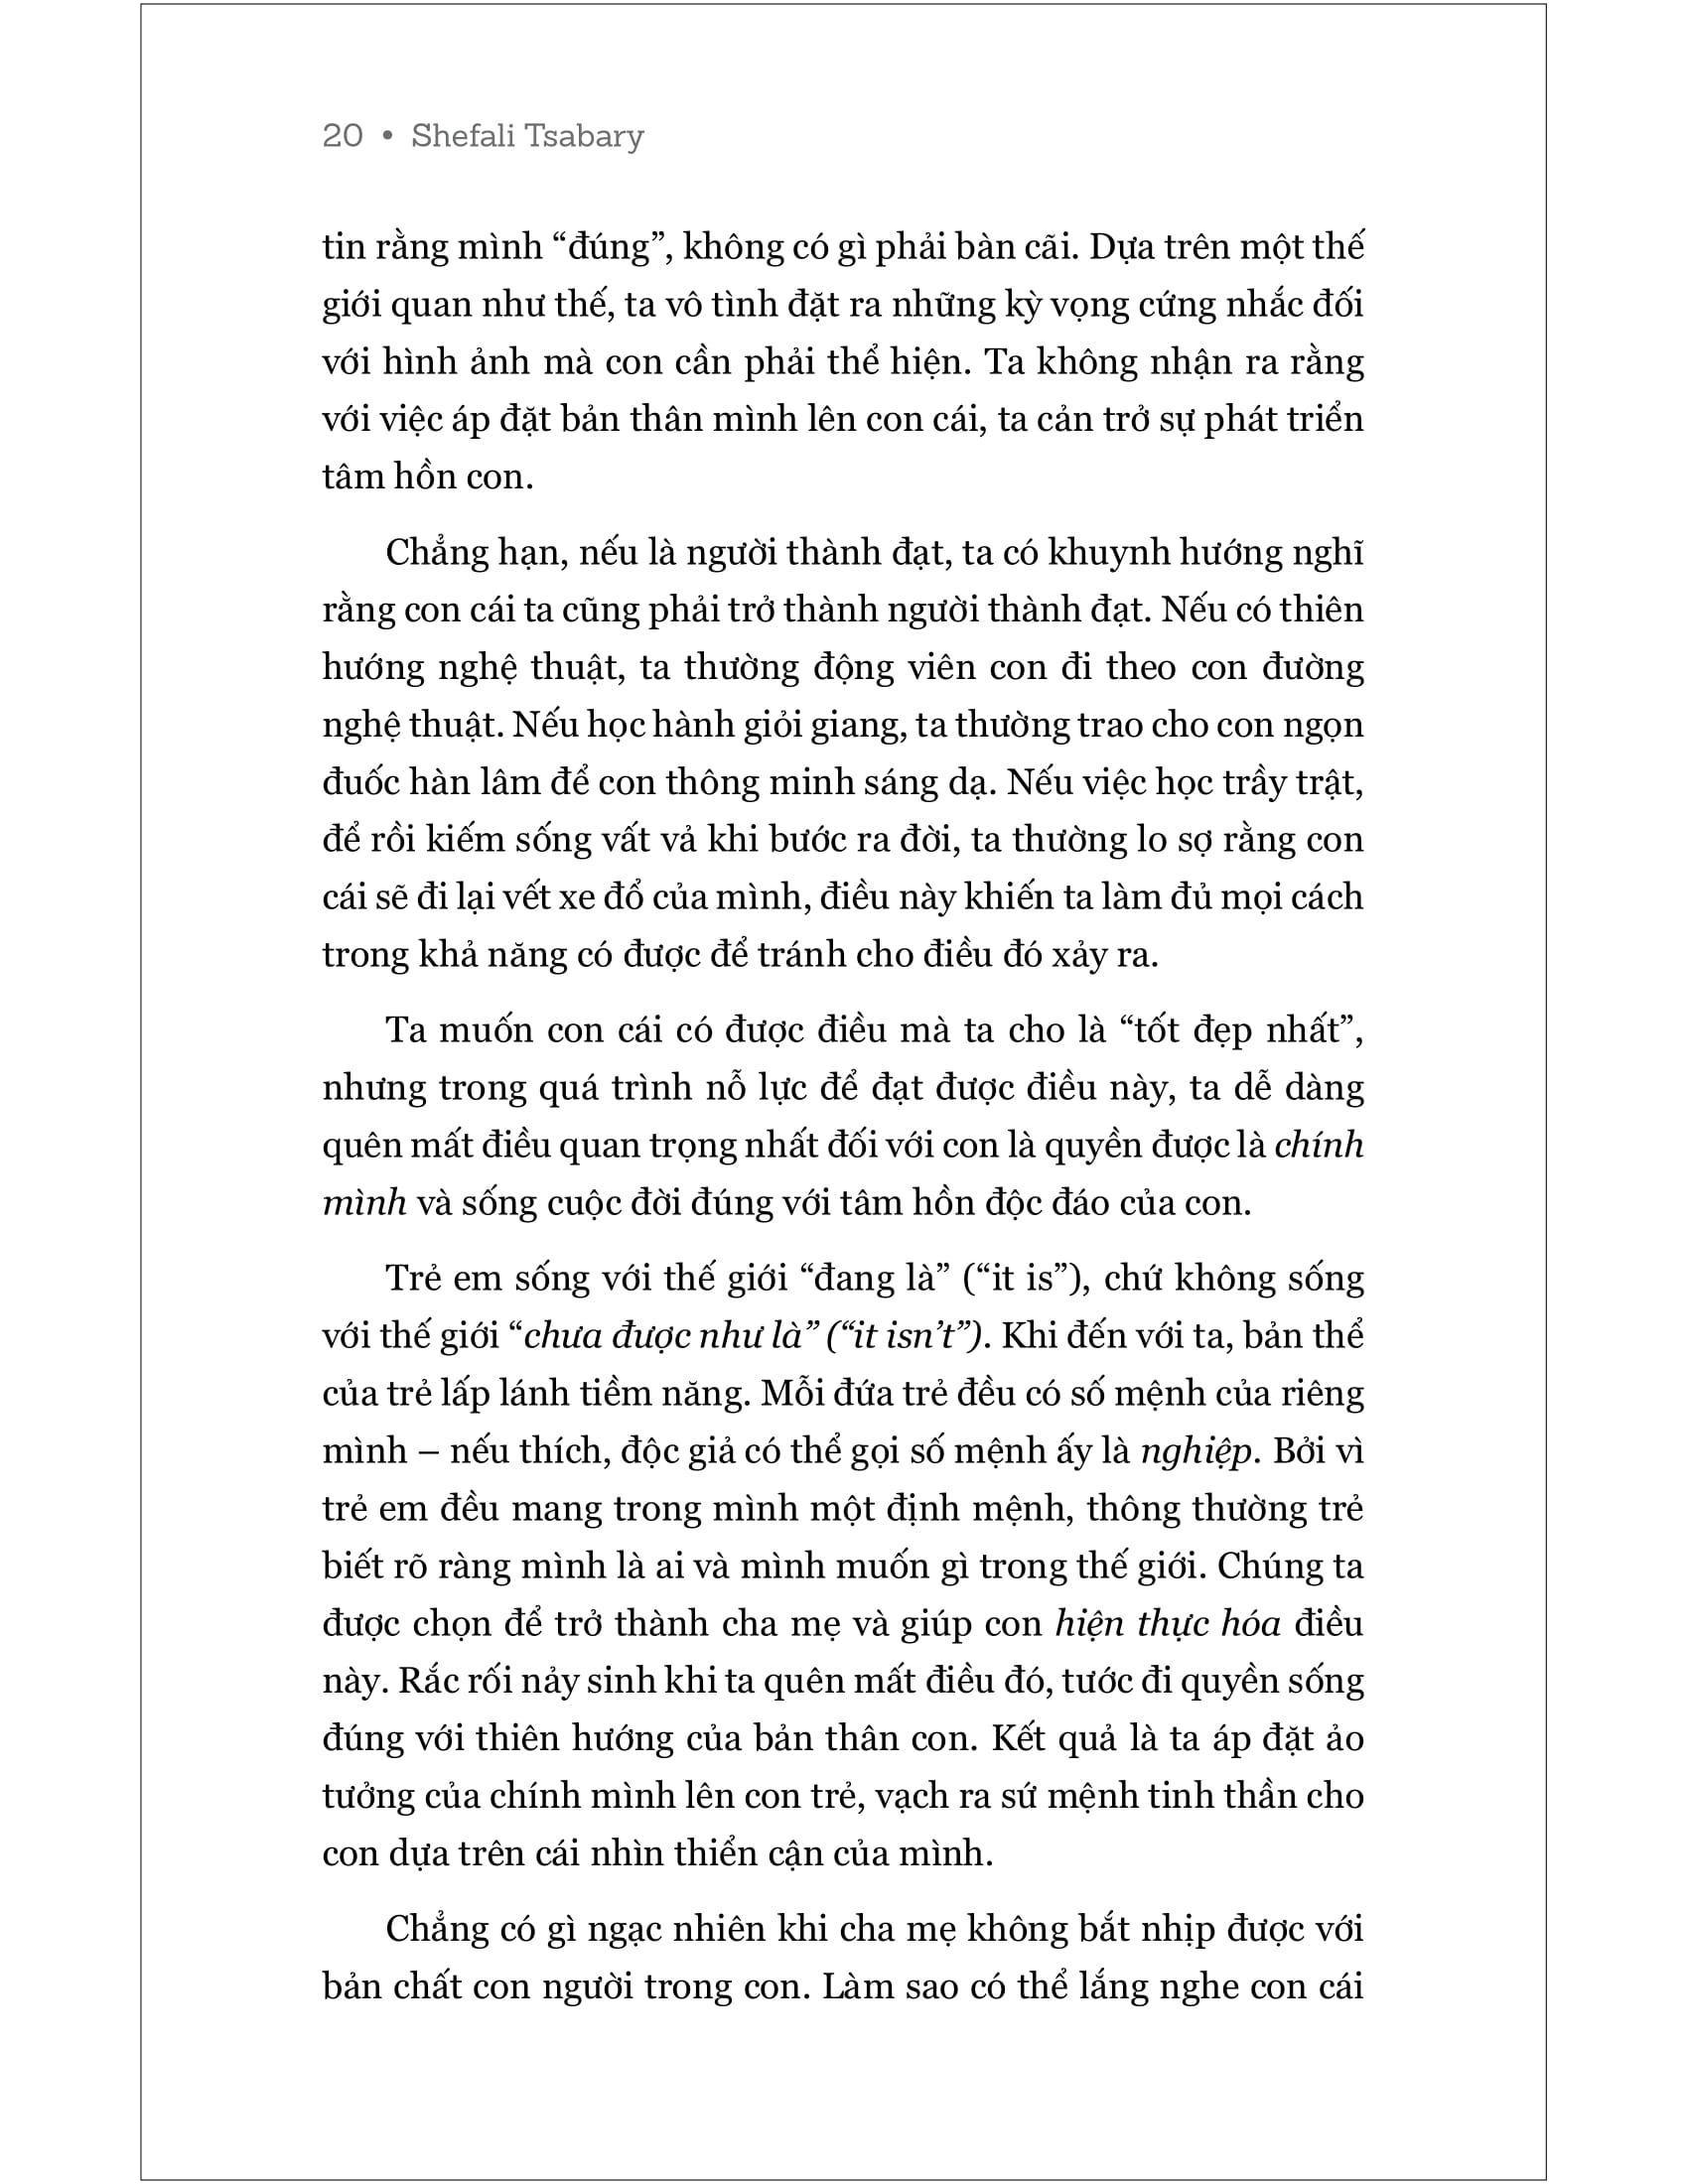 20 • Shefali Tsabary
tin rằng mình “đúng”, không có gì phải bàn cãi. Dựa trên một thế
giới quan như thế, ta vô tình đặt ra những kỳ vọng cứng nhắc đối
với hình ảnh mà con cần phải thể hiện. Ta không nhận ra rằng
với việc áp đặt bản thân mình lên con cái, ta cản trở sự phát triển
tâm hồn con.
Chẳng hạn, nếu là người thành đạt, ta có khuynh hướng nghĩ
rằng con cái ta cũng phải trở thành người thành đạt. Nếu có thiên
hướng nghệ thuật, ta thường động viên con đi theo con đường
nghệ thuật. Nếu học hành giỏi giang, ta thường trao cho con ngọn
đuốc hàn lâm để con thông minh sáng dạ. Nếu việc học trầy trật,
để rồi kiếm sống vất vả khi bước ra đời, ta thường lo sợ rằng con
cái sẽ đi lại vết xe đổ của mình, điều này khiến ta làm đủ mọi cách
trong khả năng có được để tránh cho điều đó xảy ra.
Ta muốn con cái có được điều mà ta cho là “tốt đẹp nhất”,
nhưng trong quá trình nỗ lực để đạt được điều này, ta dễ dàng
quên mất điều quan trọng nhất đối với con là quyền được là chính
mình và sống cuộc đời đúng với tâm hồn độc đáo của con.
Trẻ em sống với thế giới “đang là” (“it is”), chứ không sống
với thế giới “chưa được như là” (“it isn’t”). Khi đến với ta, bản thể
của trẻ lấp lánh tiềm năng. Mỗi đứa trẻ đều có số mệnh của riêng
mình – nếu thích, độc giả có thể gọi số mệnh ấy là nghiệp. Bởi vì
trẻ em đều mang trong mình một định mệnh, thông thường trẻ
biết rõ ràng mình là ai và mình muốn gì trong thế giới. Chúng ta
được chọn để trở thành cha mẹ và giúp con hiện thực hóa điều
này. Rắc rối nảy sinh khi ta quên mất điều đó, tước đi quyền sống
đúng với thiên hướng của bản thân con. Kết quả là ta áp đặt ảo
tưởng của chính mình lên con trẻ, vạch ra sứ mệnh tinh thần cho
con dựa trên cái nhìn thiển cận của mình.
Chẳng có gì ngạc nhiên khi cha mẹ không bắt nhịp được với
bản chất con người trong con. Làm sao có thể lắng nghe con cái